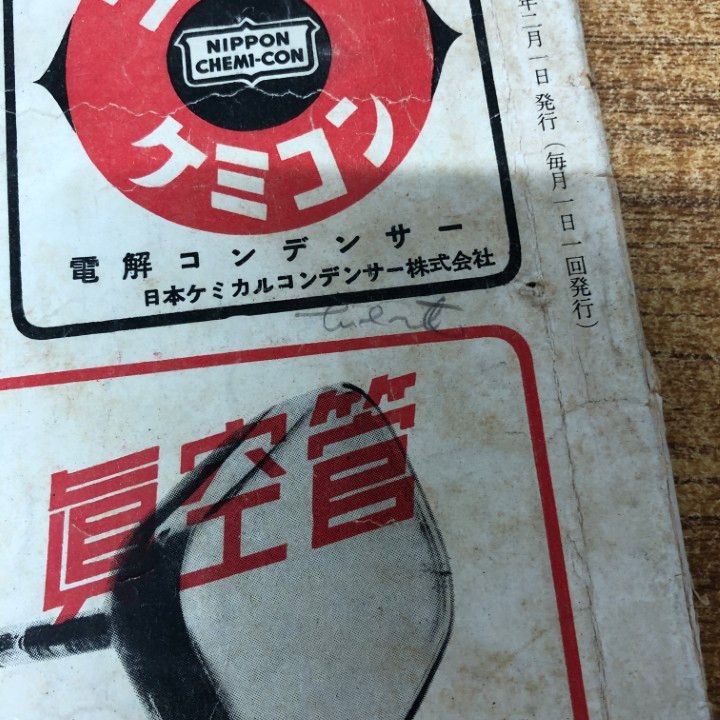 NIPPON
CHEMI-CON
ケミコン
電解コンデンサー
日本ケミカルコンデンサー株式会社
眞空管
年二月一日発行(毎月一日一回発行)